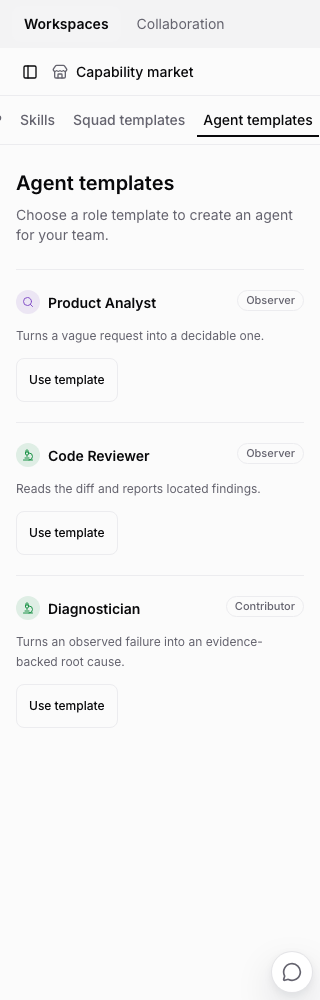 Workspaces
Collaboration
Capability market
Skills
Squad templates
Agent templates
Agent templates
Choose a role template to create an agent
for your team.
Product Analyst
Observer
Turns a vague request into a decidable one.
Use template
Code Reviewer
Observer
Reads the diff and reports located findings.
Use template
Diagnostician
Contributor
Turns an observed failure into an evidence-
backed root cause.
Use template